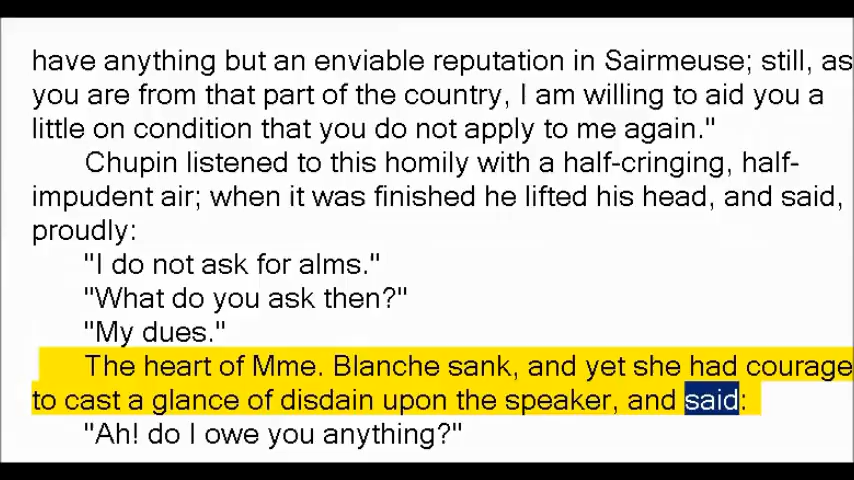 have anything but an enviable reputation in Sairmeuse; still, as
you are from that part of the country, I am willing to aid you a
little on condition that you do not apply to me again."
Chupin listened to this homily with a half-cringing, half-
impudent air; when it was finished he lifted his head, and said,
proudly:
"I do not ask for alms."
"What do you ask then?"
"My dues."
The heart of Mme. Blanche sank, and yet she had courage
to cast a glance of disdain upon the speaker, and said:
"Ah! do I owe you anything?"